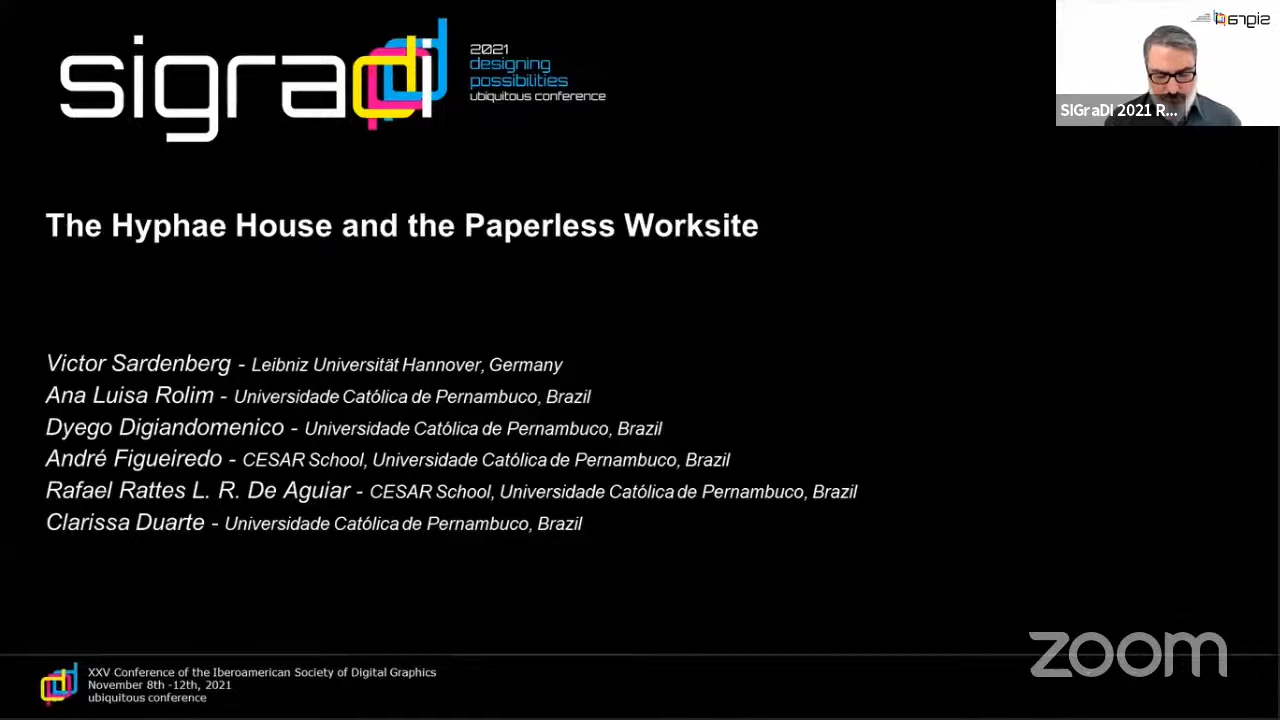 sigradi
2021
designing
possibilities
ubiquitous conference
sigra
SIGraDI 2021 R...
The Hyphae House and the Paperless Worksite
Victor Sardenberg - Leibniz Universität Hannover, Germany
Ana Luisa Rolim - Universidade Católica de Pernambuco, Brazil
Dyego Digiandomenico - Universidade Católica de Pernambuco, Brazil
André Figueiredo - CESAR School, Universidade Católica de Pernambuco, Brazil
Rafael Rattes L. R. De Aguiar - CESAR School, Universidade Católica de Pernambuco, Brazil
Clarissa Duarte - Universidade Católica de Pernambuco, Brazil
zoom
XXV Conference of the Iberoamerican Society of Digital Graphics
November 8th -12th, 2021
ubiquitous conference